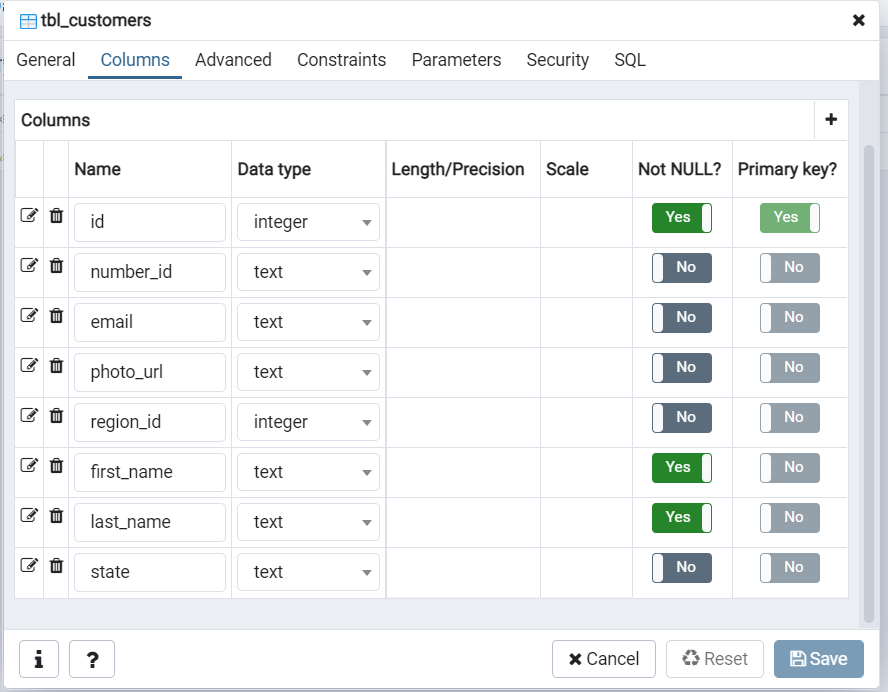 tbl_customers
General Columns Advanced Constraints Parameters Security SQL
Columns
Name Data type Length/Precision Scale Not NULL? Primary key?
id integer Yes Yes
number_id text No No
email text No No
photo_url text No No
region_id integer No No
first_name text Yes No
last_name text Yes No
state text No No
i ? Cancel Reset Save